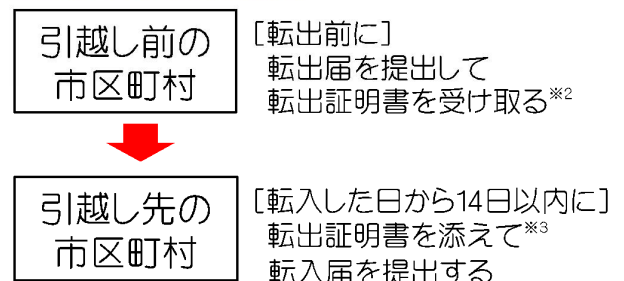 引越し前の
市区町村
[転出前に]
転出届を提出して
転出証明書を受け取る※2
引越し先の
市区町村
[転入した日から14日以内に]
転出証明書を添えて※3
転入届を提出する